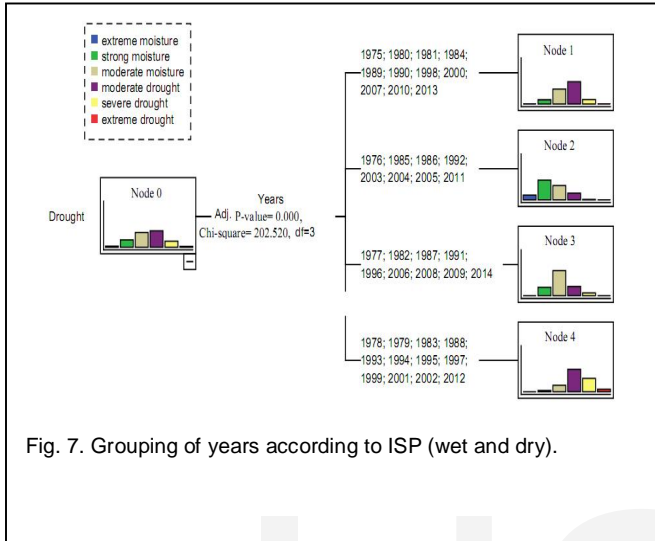 extreme moisture
strong moisture
moderate moisture
moderate drought
severe drought
extreme drought
Drought
Node 0
Years
Adj. P-value= 0.000,
Chi-square= 202.520, df=3
1975; 1980; 1981; 1984;
1989; 1990; 1998; 2000;
2007; 2010; 2013
Node 1
1976; 1985; 1986; 1992;
2003; 2004; 2005; 2011
Node 2
1977; 1982; 1987; 1991;
1996; 2006; 2008; 2009; 2014
Node 3
1978; 1979; 1983; 1988;
1993; 1994; 1995; 1997;
1999; 2001; 2002; 2012
Node 4
Fig. 7. Grouping of years according to ISP (wet and dry).